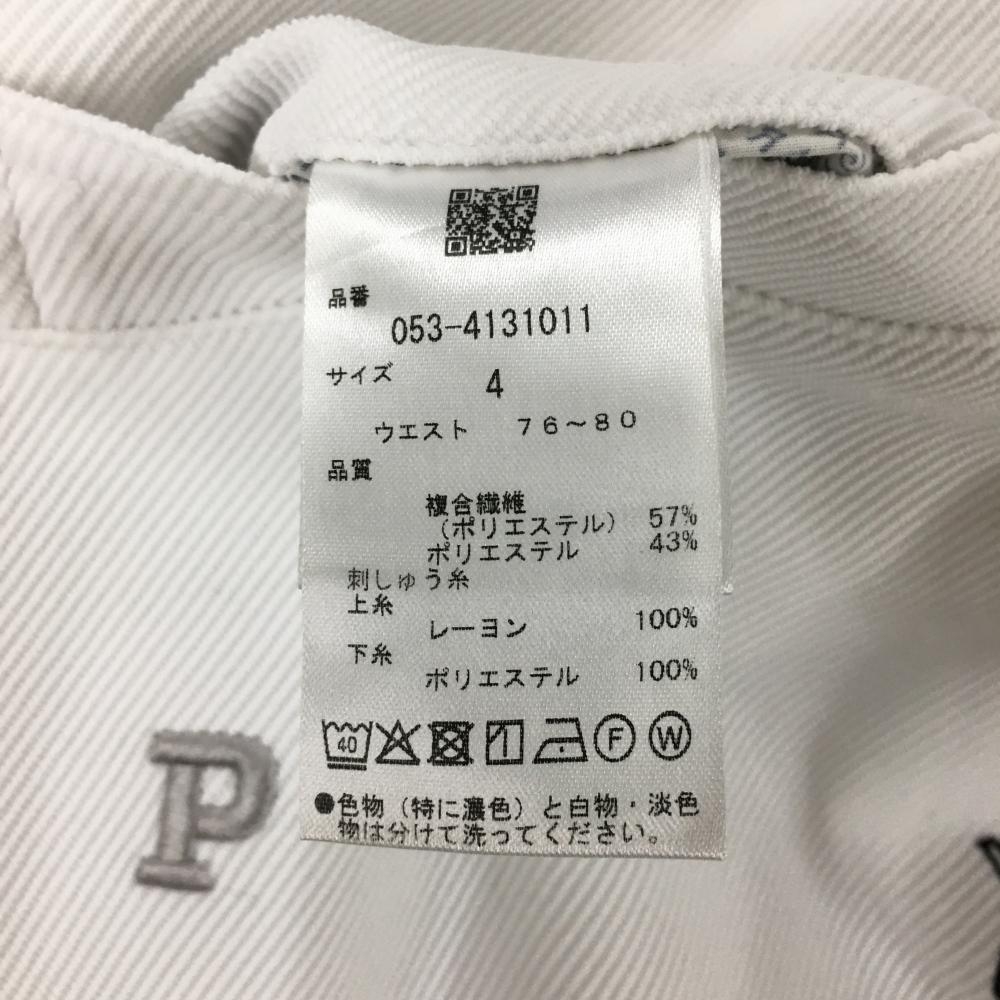 品番
053-4131011
サイズ 4
ウエスト 76～80
品質
複合繊維
（ポリエステル） 57%
ポリエステル 43%
刺しゅう糸
上糸
レーヨン 100%
下糸
ポリエステル 100%
40 F W
●色物（特に濃色）と白物・淡色
物は分けて洗ってください。
P